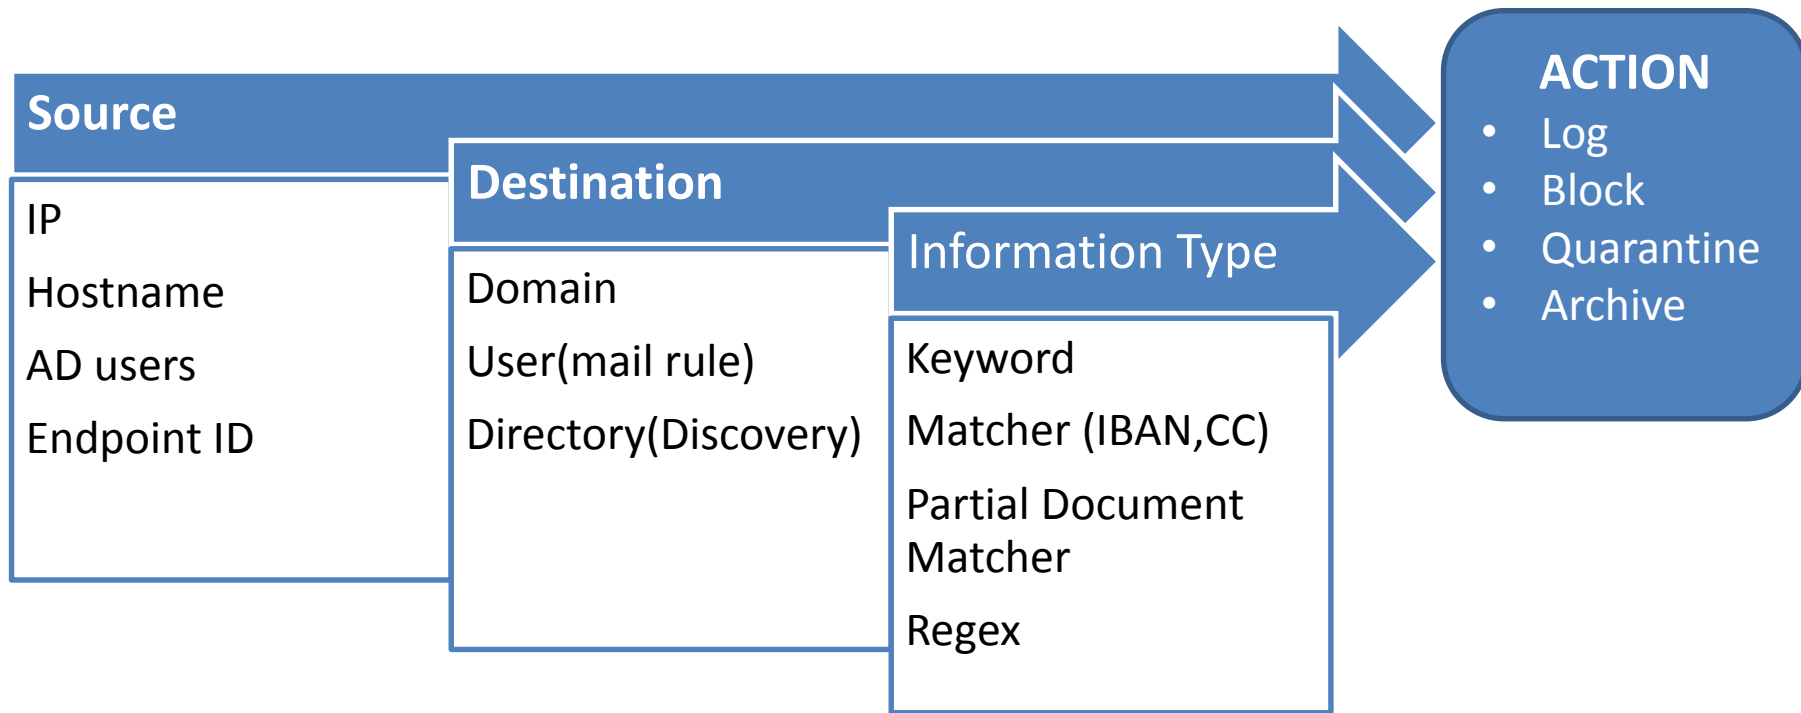 Source
IP
Hostname
AD users
Endpoint ID
Destination
Domain
User(mail rule)
Directory(Discovery)
Information Type
Keyword
Matcher (IBAN,CC)
Partial Document
Matcher
Regex
ACTION
• Log
• Block
• Quarantine
• Archive